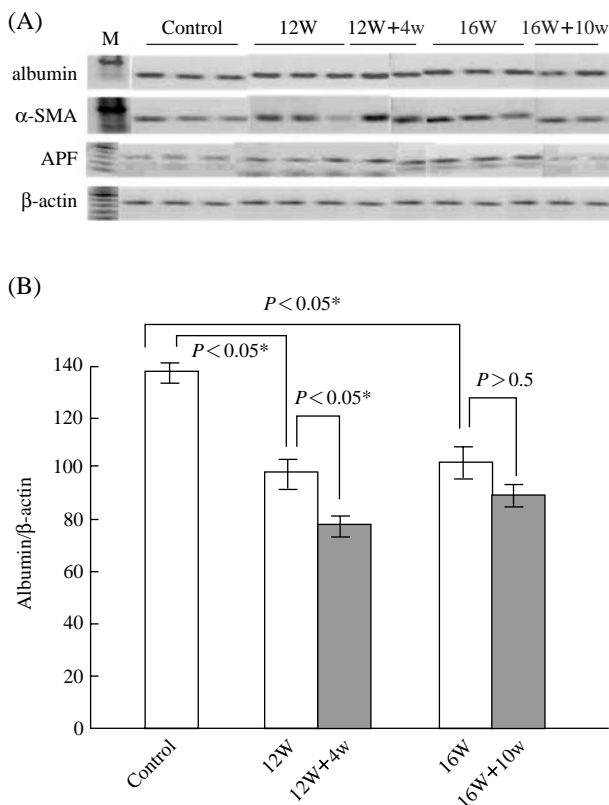 (A)
M Control 12W 12W+4w 16W 16W+10w
albumin
α-SMA
APF
β-actin
(B)
P<0.05*
P<0.05*
P<0.05*
P>0.5
Albumin/β-actin
140
120
100
80
60
40
20
0
Control
12W
12W+4w
16W
16W+10w